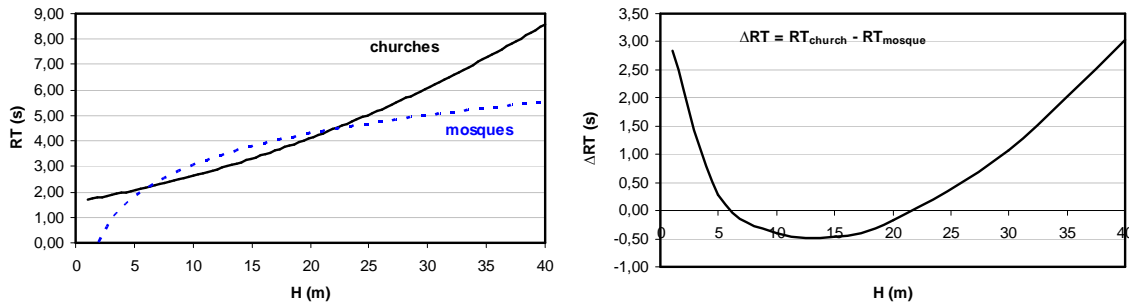 9,00
8,00
7,00
6,00
5,00
4,00
3,00
2,00
1,00
0,00
RT (s)
churches
mosques
0 5 10 15 20 25 30 35 40
H (m)
3,50
3,00
2,50
2,00
1,50
1,00
0,50
0,00
-0,50
-1,00
ΔRT (s)
ΔRT = RTchurch - RTmosque
0 5 10 15 20 25 30 35 40
H (m)